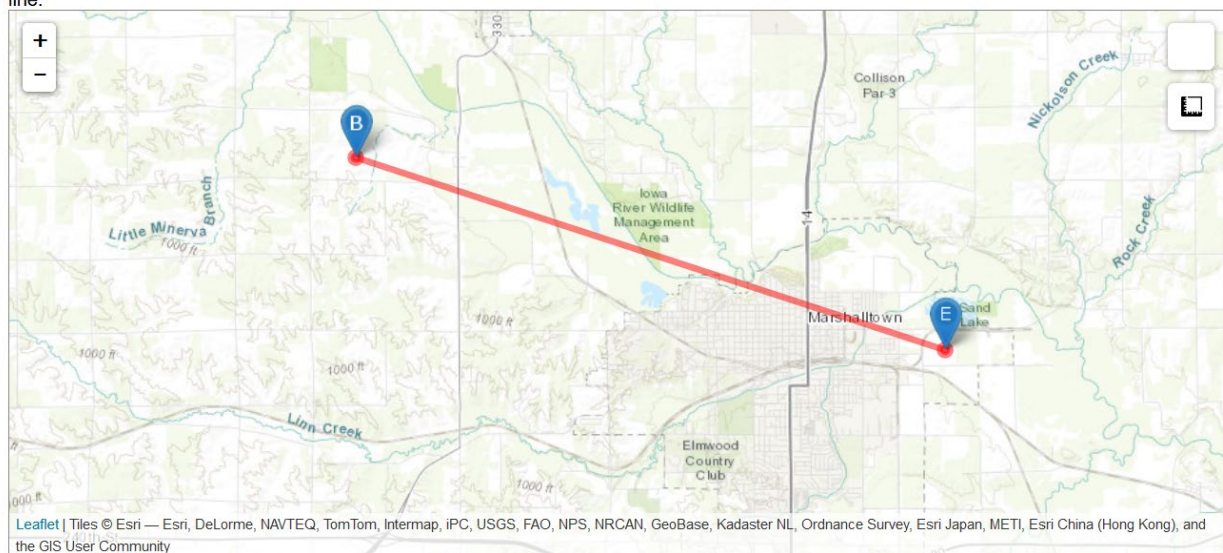 line.
+
−
330
Collison
Par 3
Nickolson Creek
B
Iowa
River Wildlife
Management
Area
Little Minerva Branch
1000 ft
14
Rock Creek
E
Sand
Lake
Marshalltown
1000 ft
1000 ft
1000 ft
Linn Creek
Elmwood
Country
Club
1000 ft
000 ft
Leaflet | Tiles © Esri — Esri, DeLorme, NAVTEQ, TomTom, Intermap, iPC, USGS, FAO, NPS, NRCAN, GeoBase, Kadaster NL, Ordnance Survey, Esri Japan, METI, Esri China (Hong Kong), and
the GIS User Community
240th St